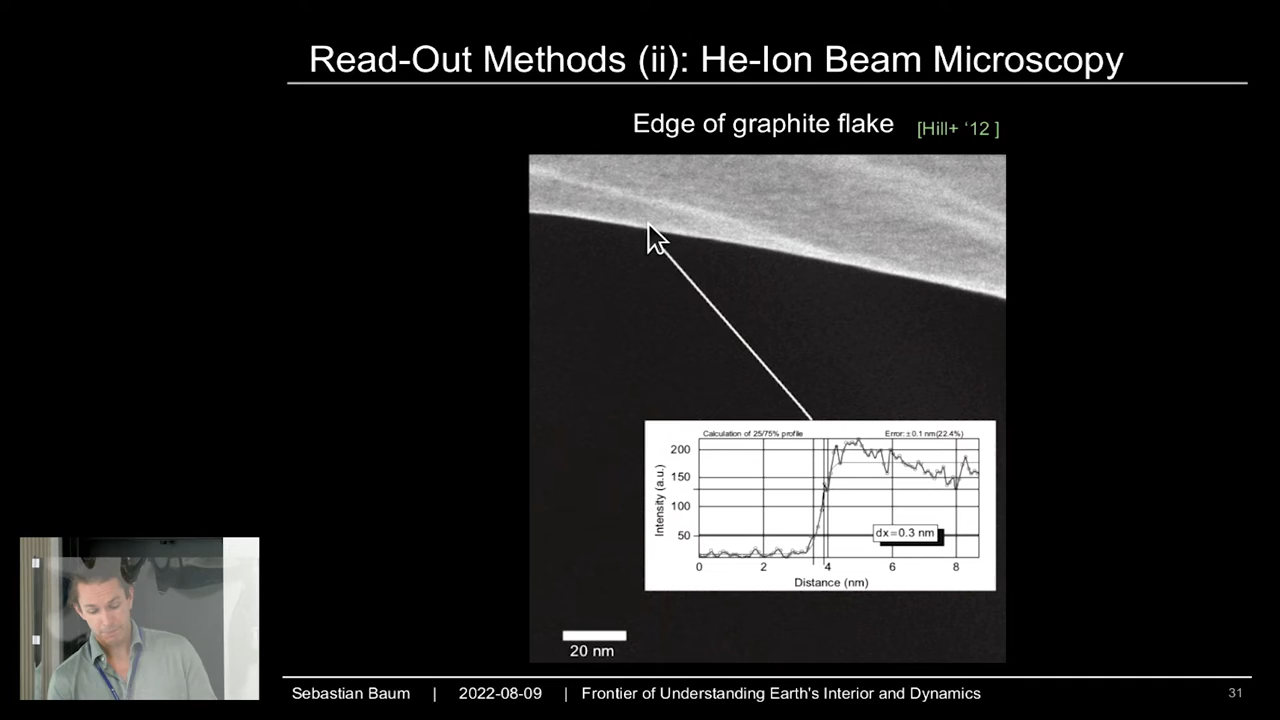 Read-Out Methods (ii): He-Ion Beam Microscopy
Edge of graphite flake [Hill+ ‘12 ]
Calculation of 25/75% profile Error: ±0.1 nm(22.4%)
200
150
100
50
Intensity (a.u.)
dx=0.3 nm
0 2 4 6 8
Distance (nm)
20 nm
Sebastian Baum | 2022-08-09 | Frontier of Understanding Earth's Interior and Dynamics
31